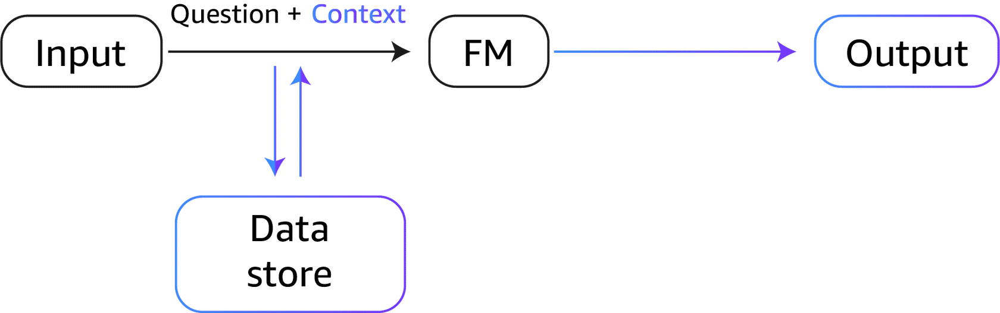 Question + Context
Input
FM
Output
Data
store